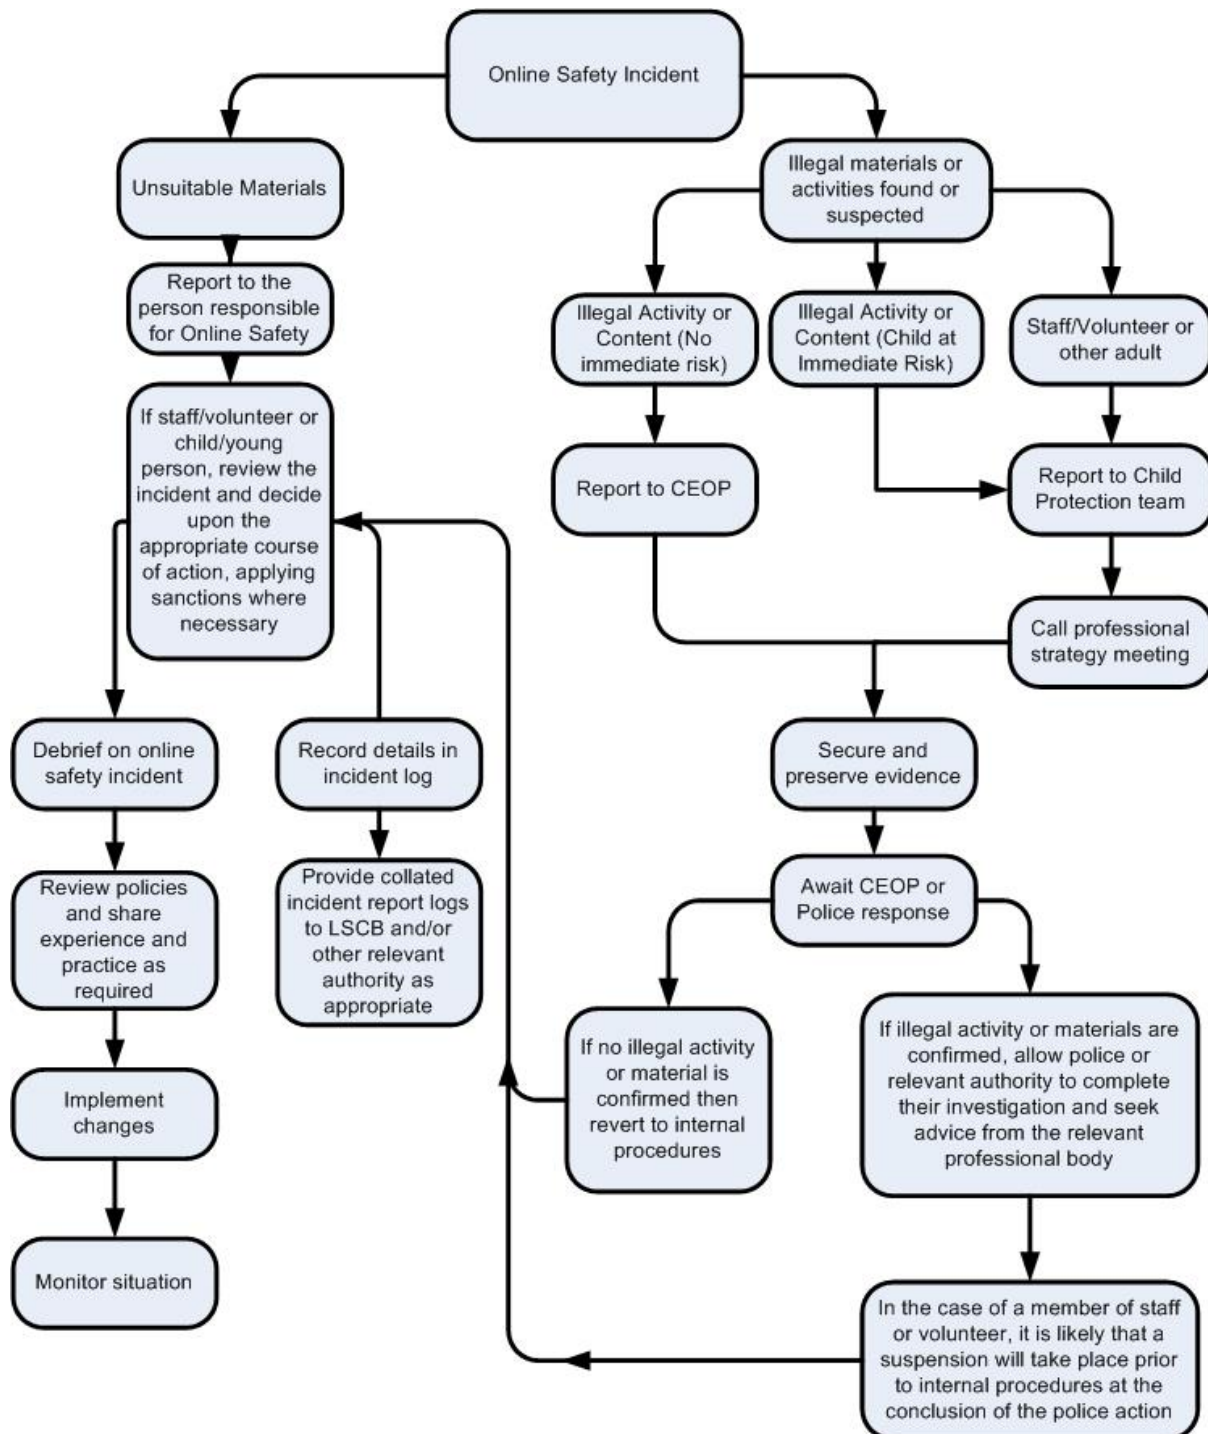 Online Safety Incident
Unsuitable Materials
Report to the
person responsible
for Online Safety
If staff/volunteer or
child/young
person, review the
incident and decide
upon the
appropriate course
of action, applying
sanctions where
necessary
Debrief on online
safety incident
Review policies
and share
experience and
practice as
required
Implement
changes
Monitor situation
Record details in
incident log
Provide collated
incident report logs
to LSCB and/or
other relevant
authority as
appropriate
Illegal materials or
activities found or
suspected
Illegal Activity or
Content (No
immediate risk)
Illegal Activity or
Content (Child at
Immediate Risk)
Staff/Volunteer or
other adult
Report to CEOP
Report to Child
Protection team
Call professional
strategy meeting
Secure and
preserve evidence
Await CEOP or
Police response
If no illegal activity
or material is
confirmed then
revert to internal
procedures
If illegal activity or materials are
confirmed, allow police or
relevant authority to complete
their investigation and seek
advice from the relevant
professional body
In the case of a member of staff
or volunteer, it is likely that a
suspension will take place prior
to internal procedures at the
conclusion of the police action